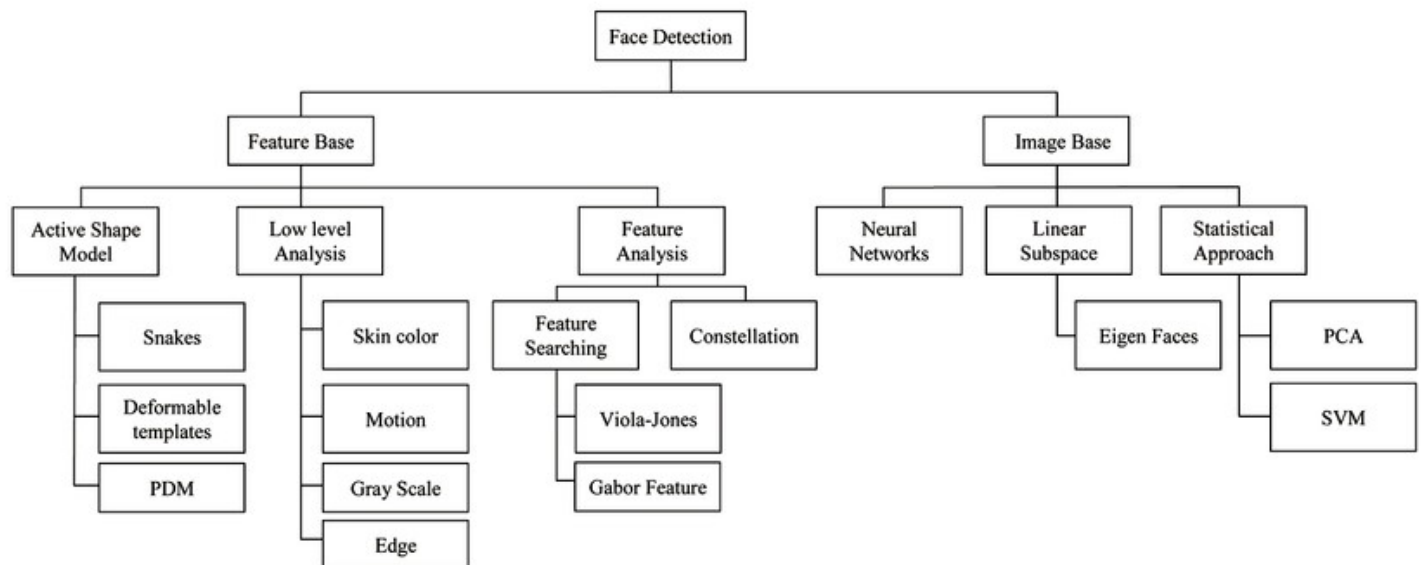 Face Detection
Feature Base
Image Base
Active Shape
Model
Low level
Analysis
Feature
Analysis
Neural
Networks
Linear
Subspace
Statistical
Approach
Snakes
Deformable
templates
PDM
Skin color
Motion
Gray Scale
Edge
Feature
Searching
Constellation
Viola-Jones
Gabor Feature
Eigen Faces
PCA
SVM